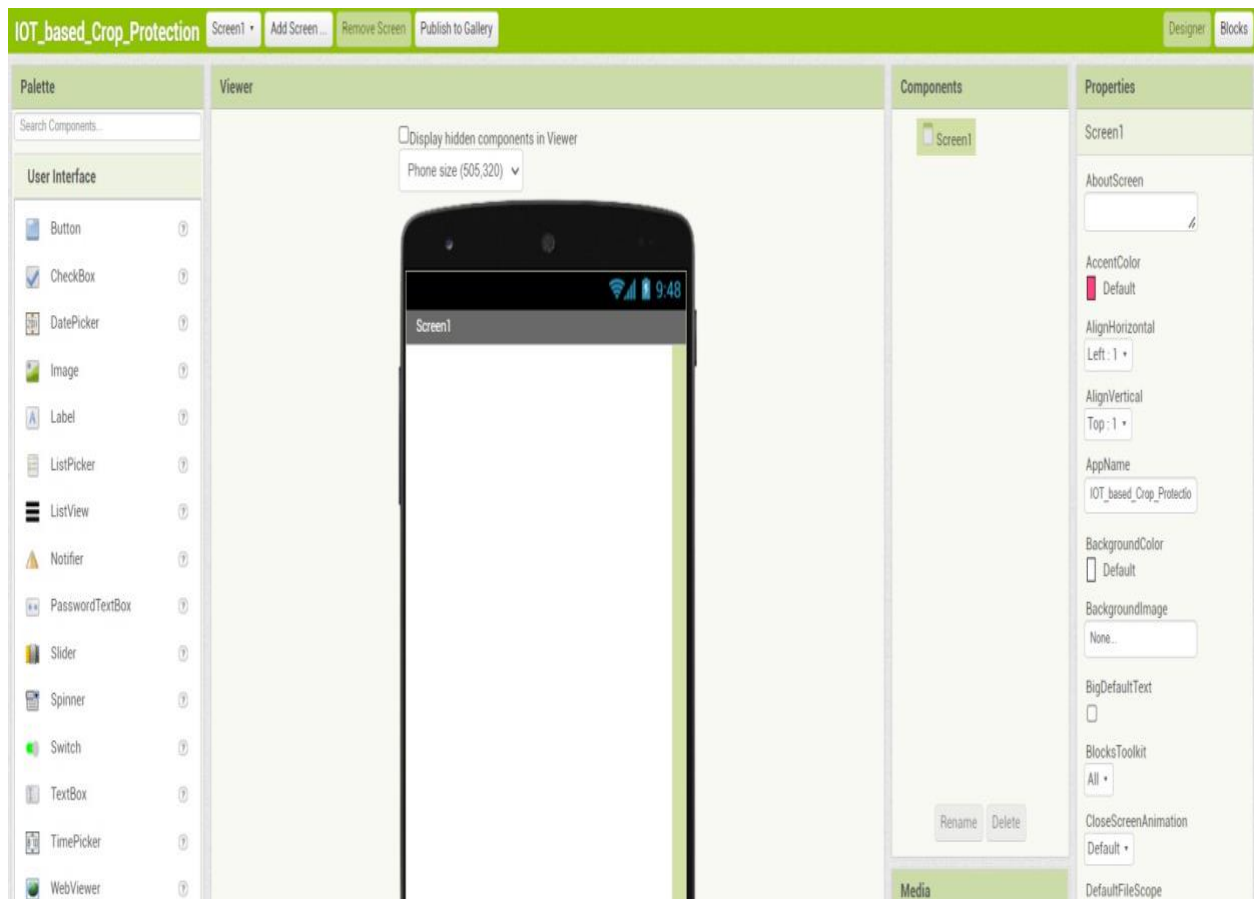 IOT_based_Crop_Protection
Screen1
Add Screen ...
Remove Screen
Publish to Gallery
Designer
Blocks
Palette
Search Components...
User Interface
Button
CheckBox
DatePicker
Image
Label
ListPicker
ListView
Notifier
PasswordTextBox
Slider
Spinner
Switch
TextBox
TimePicker
WebViewer
Viewer
Display hidden components in Viewer
Phone size (505,320)
9:48
Screen1
Components
Screen1
Rename Delete
Media
Properties
Screen1
AboutScreen
AccentColor
Default
AlignHorizontal
Left : 1
AlignVertical
Top : 1
AppName
IOT_based_Crop_Protectio
BackgroundColor
Default
BackgroundImage
None...
BigDefaultText
BlocksToolkit
All
CloseScreenAnimation
Default
DefaultFileScope